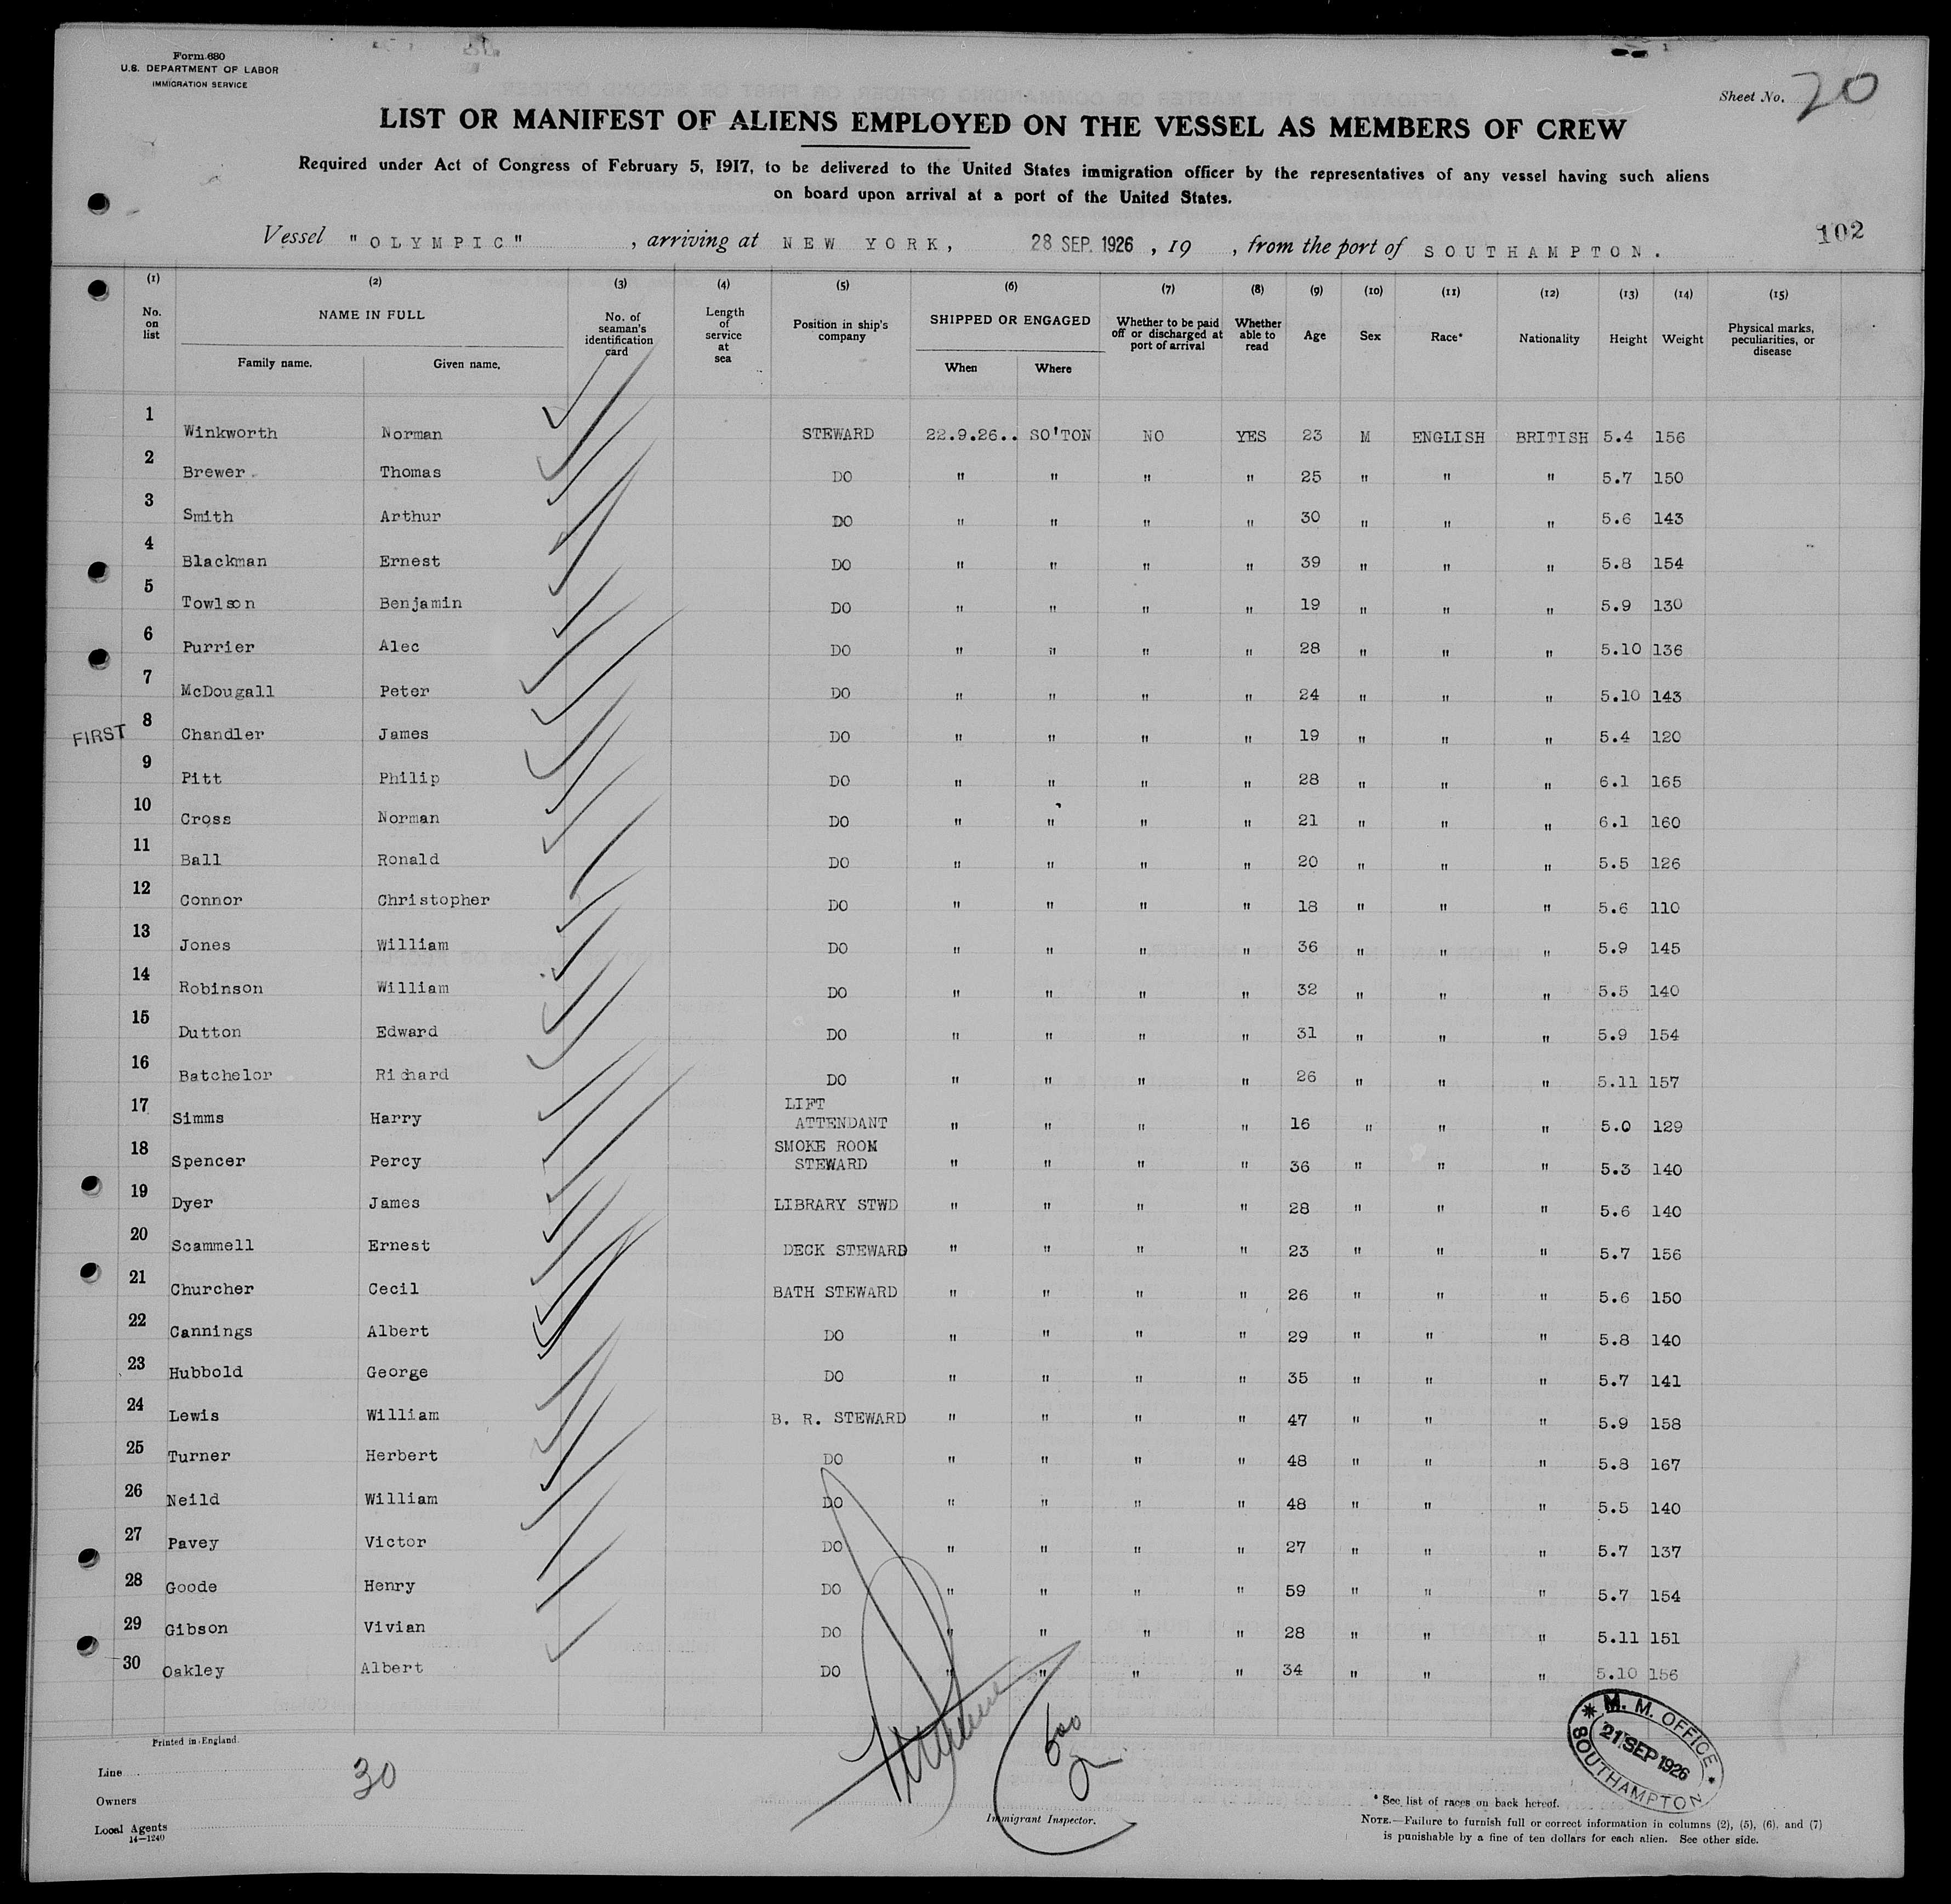 Form 680
U.S. DEPARTMENT OF LABOR
IMMIGRATION SERVICE
Sheet No. 20
LIST OR MANIFEST OF ALIENS EMPLOYED ON THE VESSEL AS MEMBERS OF CREW
Required under Act of Congress of February 5, 1917, to be delivered to the United States immigration officer by the representatives of any vessel having such aliens
on board upon arrival at a port of the United States.
Vessel "OLYMPIC" , arriving at NEW YORK, 28 SEP. 1926 , 19 , from the port of SOUTHAMPTON. 102
(1) (2) (3) (4) (5) (6) (7) (8) (9) (10) (11) (12) (13) (14) (15)
No. on list NAME IN FULL Family name. Given name. No. of seaman's identification card Length of service at sea Position in ship's company SHIPPED OR ENGAGED When Where Whether to be paid off or discharged at port of arrival Whether able to read Age Sex Race* Nationality Height Weight Physical marks, peculiarities, or disease
1 Winkworth Norman STEWARD 22.9.26.. SO'TON NO YES 23 M ENGLISH BRITISH 5.4 156
2 Brewer Thomas DO " " " " 25 " " " 5.7 150
3 Smith Arthur DO " " " " 30 " " " 5.6 143
4 Blackman Ernest DO " " " " 39 " " " 5.8 154
5 Towlson Benjamin DO " " " " 19 " " " 5.9 130
6 Purrier Alec DO " " " " 28 " " " 5.10 136
7 McDougall Peter DO " " " " 24 " " " 5.10 143
FIRST 8 Chandler James DO " " " " 19 " " " 5.4 120
9 Pitt Philip DO " " " " 28 " " " 6.1 165
10 Cross Norman DO " " " " 21 " " " 6.1 160
11 Ball Ronald DO " " " " 20 " " " 5.5 126
12 Connor Christopher DO " " " " 18 " " " 5.6 110
13 Jones William DO " " " " 36 " " " 5.9 145
14 Robinson William DO " " " " 32 " " " 5.5 140
15 Dutton Edward DO " " " " 31 " " " 5.9 154
16 Batchelor Richard DO " " " " 26 " " " 5.11 157
17 Simms Harry LIFT ATTENDANT " " " " 16 " " " 5.0 129
18 Spencer Percy SMOKE ROOM STEWARD " " " " 36 " " " 5.3 140
19 Dyer James LIBRARY STWD " " " " 28 " " " 5.6 140
20 Scammell Ernest DECK STEWARD " " " " 23 " " " 5.7 156
21 Churcher Cecil BATH STEWARD " " " " 26 " " " 5.6 150
22 Cannings Albert DO " " " " 29 " " " 5.8 140
23 Hubbold George DO " " " " 35 " " " 5.7 141
24 Lewis William B. R. STEWARD " " " " 47 " " " 5.9 158
25 Turner Herbert DO " " " " 48 " " " 5.8 167
26 Neild William DO " " " " 48 " " " 5.5 140
27 Pavey Victor DO " " " " 27 " " " 5.7 137
28 Goode Henry DO " " " " 59 " " " 5.7 154
29 Gibson Vivian DO " " " " 28 " " " 5.11 151
30 Oakley Albert DO " " " " 34 " " " 5.10 156
Printed in England.
M. M. OFFICE
21 SEP 1926
SOUTHAMPTON
Line
30
Owners
Local Agents
14—1240
Immigrant Inspector.
* See list of races on back hereof.
NOTE.—Failure to furnish full or correct information in columns (2), (5), (6), and (7)
is punishable by a fine of ten dollars for each alien. See other side.